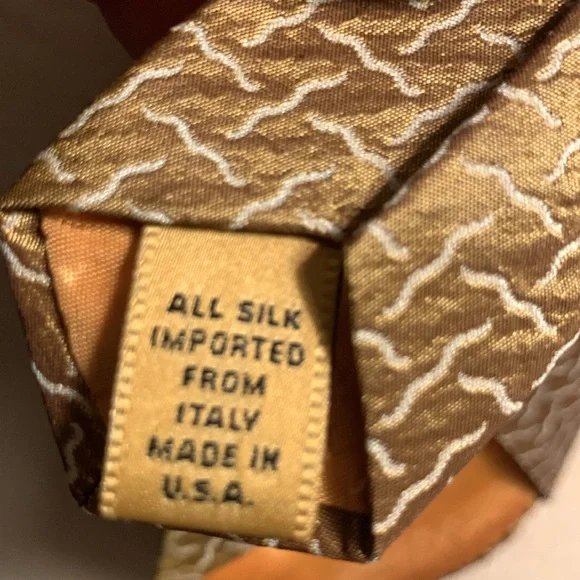 ALL SILK
IMPORTED
FROM
ITALY
MADE IN
U.S.A.